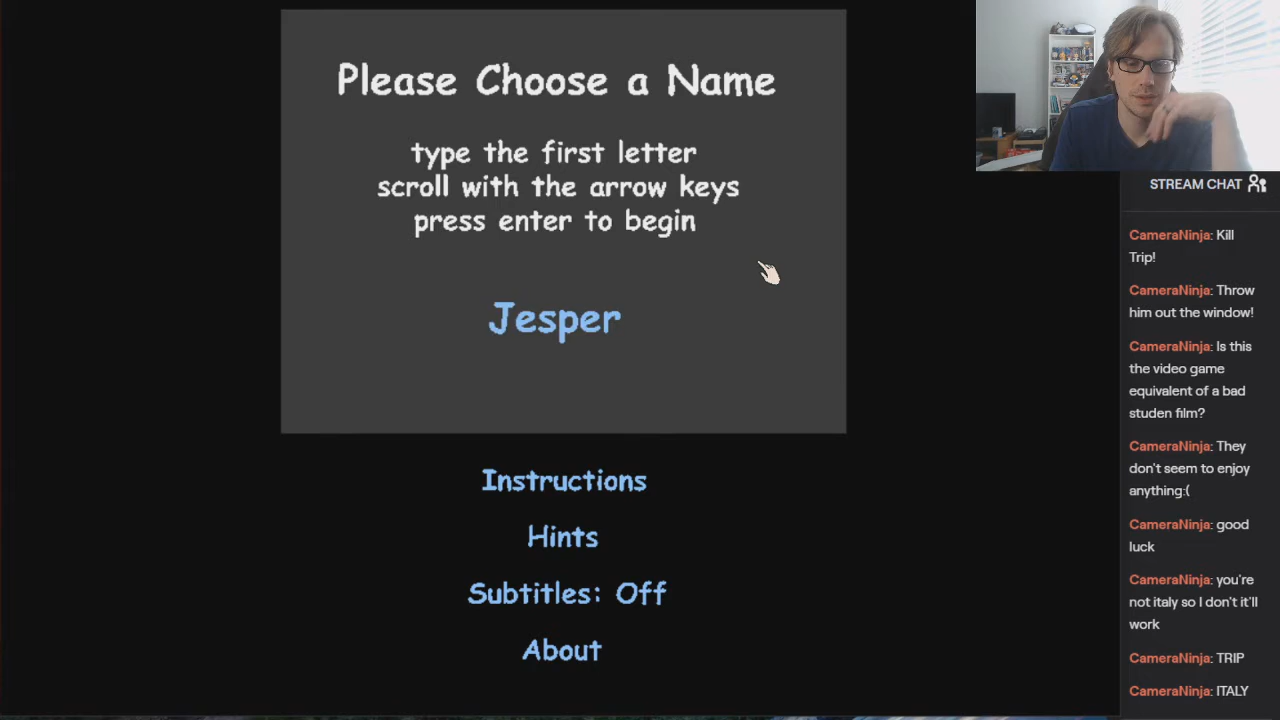 Please Choose a Name
type the first letter
scroll with the arrow keys
press enter to begin
Jesper
Instructions
Hints
Subtitles: Off
About
STREAM CHAT
CameraNinja: Kill
Trip!
CameraNinja: Throw
him out the window!
CameraNinja: Is this
the video game
equivalent of a bad
studen film?
CameraNinja: They
don't seem to enjoy
anything:(
CameraNinja: good
luck
CameraNinja: you're
not italy so I don't it'll
work
CameraNinja: TRIP
CameraNinja: ITALY